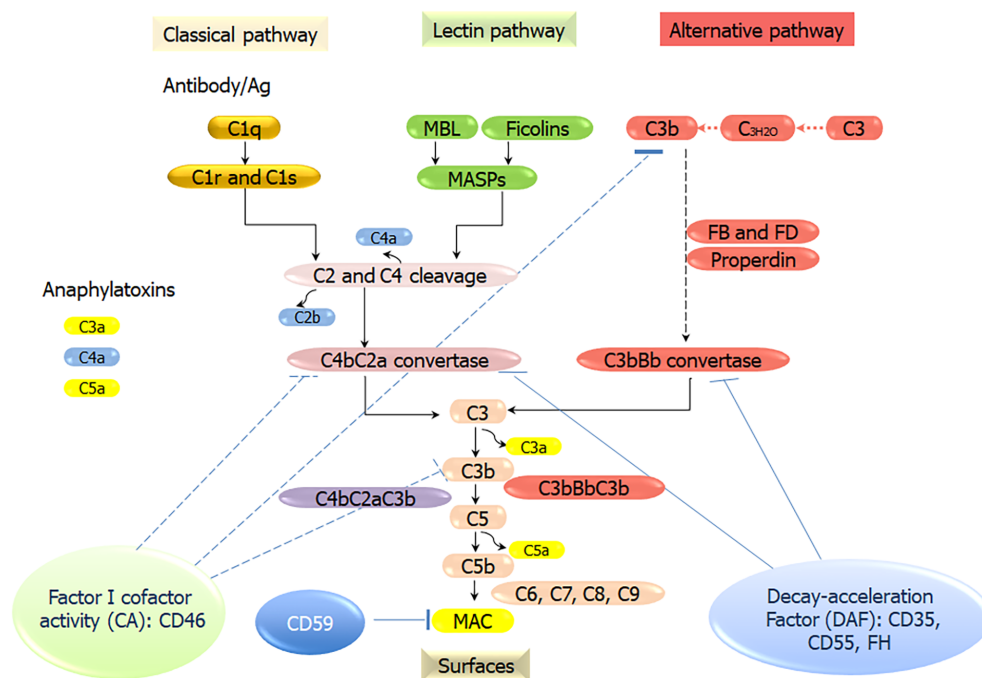 Classical pathway
Lectin pathway
Alternative pathway
Antibody/Ag
C1q
MBL
Ficolins
C3b
C3H2O
C3
C1r and C1s
MASPs
FB and FD
Properdin
C4a
C2 and C4 cleavage
C2b
Anaphylatoxins
C3a
C4a
C5a
C4bC2a convertase
C3bBb convertase
C3
C3a
C3b
C4bC2aC3b
C3bBbC3b
C5
C5a
C5b
C6, C7, C8, C9
MAC
Factor I cofactor
activity (CA): CD46
CD59
Decay-acceleration
Factor (DAF): CD35,
CD55, FH
Surfaces